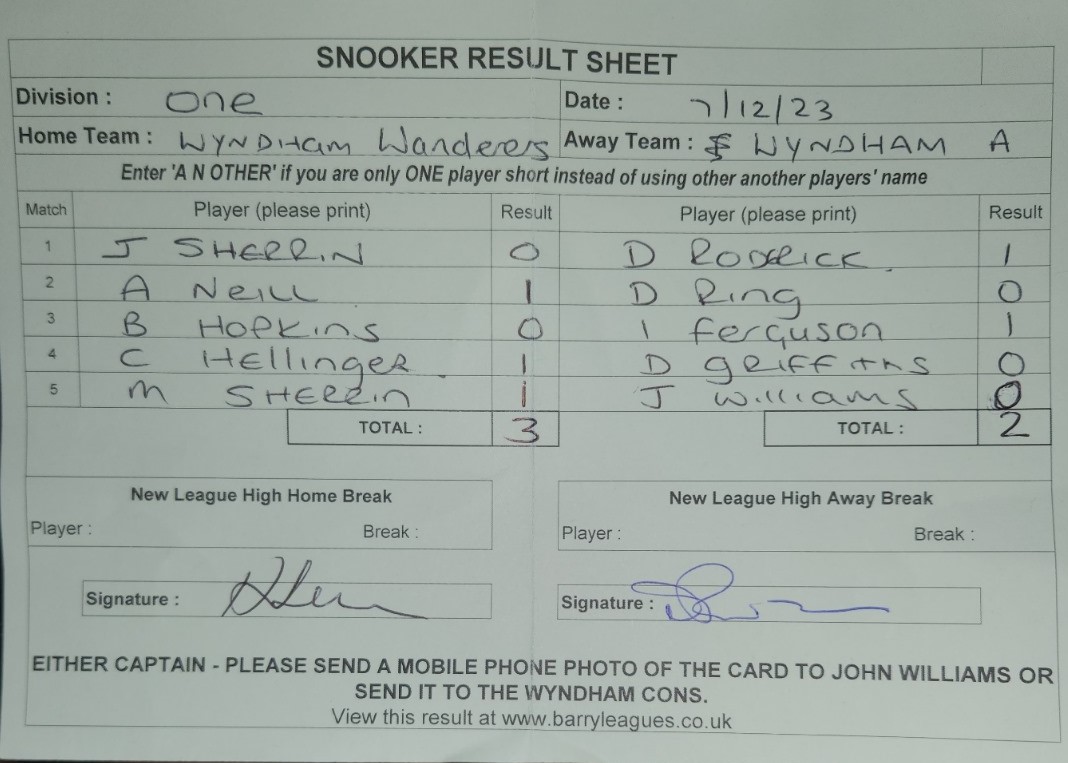 SNOOKER RESULT SHEET
Division : One Date : 7/12/23
Home Team : WYNDHam Wanderers Away Team : WYNDHAM A
Enter 'A N OTHER' if you are only ONE player short instead of using other another players' name
Match Player (please print) Result Player (please print) Result
1 J SHERRIN 0 D RODERICK 1
2 A NEILL 1 D Ring 0
3 B HOPKins 0 I Ferguson 1
4 C HELLinger 1 D GRIFFITHS 0
5 M SHERRIN 1 J Williams 0
TOTAL : 3 TOTAL : 2
New League High Home Break New League High Away Break
Player : Break : Player : Break :
Signature : Signature :
EITHER CAPTAIN - PLEASE SEND A MOBILE PHONE PHOTO OF THE CARD TO JOHN WILLIAMS OR
SEND IT TO THE WYNDHAM CONS.
View this result at www.barryleagues.co.uk